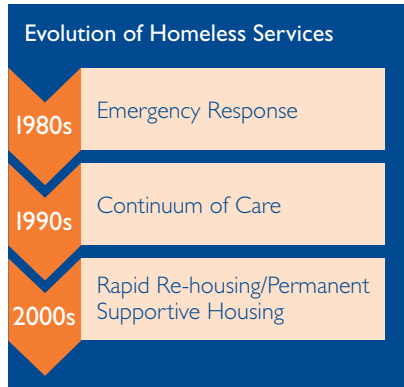 Evolution of Homeless Services
1980s
Emergency Response
1990s
Continuum of Care
2000s
Rapid Re-housing/Permanent
Supportive Housing